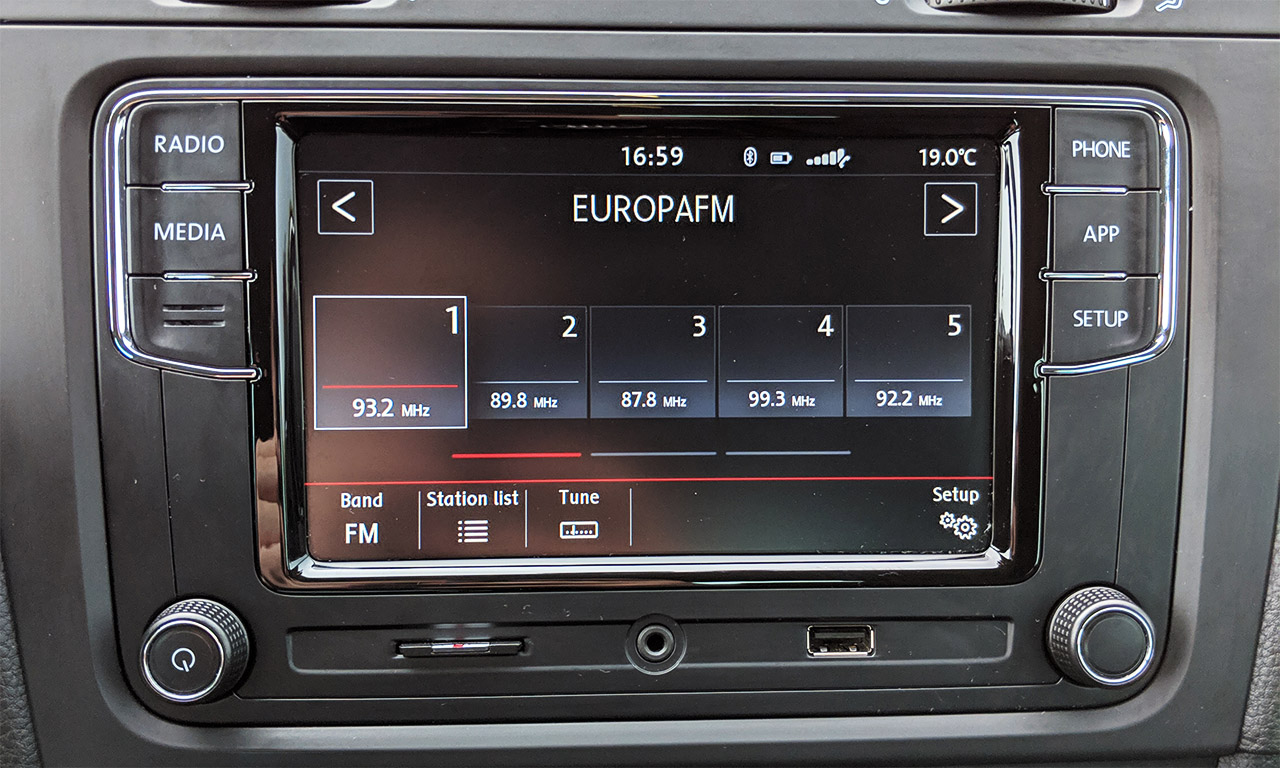 RADIO
MEDIA
16:59
19.0°C
EUROPAFM
<
>
1
2
3
4
5
93.2 MHz
89.8 MHz
87.8 MHz
99.3 MHz
92.2 MHz
Band
FM
Station list
Tune
Setup
PHONE
APP
SETUP